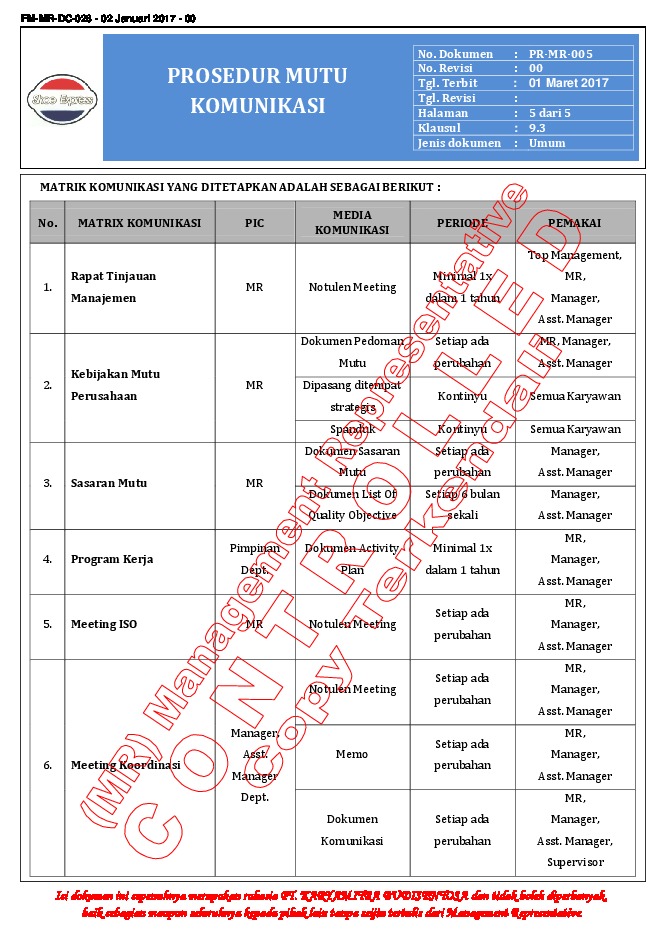 FM-MR-DC-026 - 02 Januari 2017 - 00
Shoe Express
PROSEDUR MUTU
KOMUNIKASI
No. Dokumen : PR-MR-005
No. Revisi : 00
Tgl. Terbit : 01 Maret 2017
Tgl. Revisi :
Halaman : 5 dari 5
Klausul : 9.3
Jenis dokumen : Umum
MATRIK KOMUNIKASI YANG DITETAPKAN ADALAH SEBAGAI BERIKUT :
No. MATRIX KOMUNIKASI PIC MEDIA KOMUNIKASI PERIODE PEMAKAI
1. Rapat Tinjauan Manajemen MR Notulen Meeting Minimal 1x dalam 1 tahun Top Management, MR, Manager, Asst. Manager
2. Kebijakan Mutu Perusahaan MR Dokumen Pedoman Mutu Setiap ada perubahan MR, Manager, Asst. Manager
Dipasang ditempat strategis Kontinyu Semua Karyawan
Spanduk Kontinyu Semua Karyawan
3. Sasaran Mutu MR Dokumen Sasaran Mutu Setiap ada perubahan Manager, Asst. Manager
Dokumen List Of Quality Objective Setiap 6 bulan sekali Manager, Asst. Manager
4. Program Kerja Pimpinan Dept. Dokumen Activity Plan Minimal 1x dalam 1 tahun MR, Manager, Asst. Manager
5. Meeting ISO MR Notulen Meeting Setiap ada perubahan MR, Manager, Asst. Manager
6. Meeting Koordinasi Manager, Asst. Manager Dept. Notulen Meeting Setiap ada perubahan MR, Manager, Asst. Manager
Memo Setiap ada perubahan MR, Manager, Asst. Manager
Dokumen Komunikasi Setiap ada perubahan MR, Manager, Asst. Manager, Supervisor
(MR) Management Representative
CONTROLLED
Copy Terkendali
Isi dokumen ini sepenuhnya merupakan rahasia PT. KARYAMITRA BUDISENTOSA dan tidak boleh diperbanyak,
baik sebagian maupun seluruhnya kepada pihak lain tanpa seijin tertulis dari Management Representative